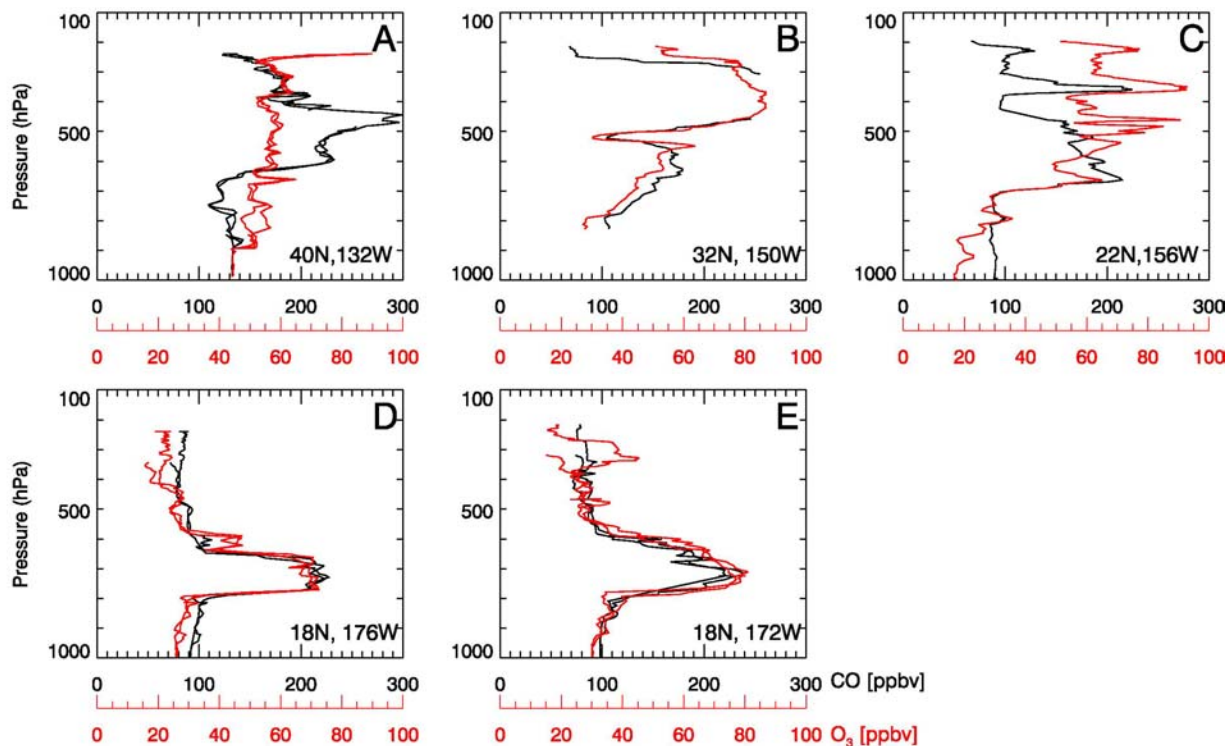 100
500
1000
Pressure (hPa)
A
40N,132W
0 100 200 300
0 20 40 60 80 100
100
500
1000
B
32N, 150W
0 100 200 300
0 20 40 60 80 100
100
500
1000
C
22N,156W
0 100 200 300
0 20 40 60 80 100
100
500
1000
Pressure (hPa)
D
18N, 176W
0 100 200 300
0 20 40 60 80 100
100
500
1000
E
18N, 172W
0 100 200 300 CO [ppbv]
0 20 40 60 80 100 O₃ [ppbv]